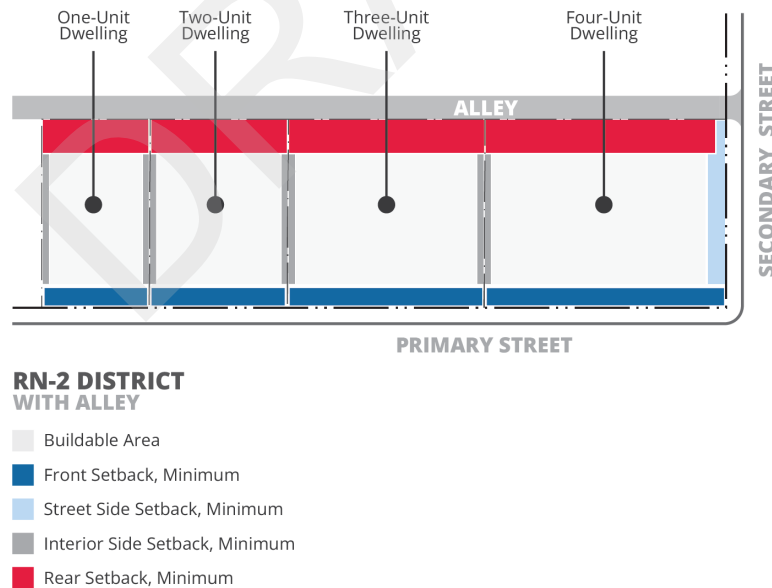 One-Unit
Dwelling
Two-Unit
Dwelling
Three-Unit
Dwelling
Four-Unit
Dwelling
ALLEY
SECONDARY STREET
PRIMARY STREET
RN-2 DISTRICT
WITH ALLEY
Buildable Area
Front Setback, Minimum
Street Side Setback, Minimum
Interior Side Setback, Minimum
Rear Setback, Minimum